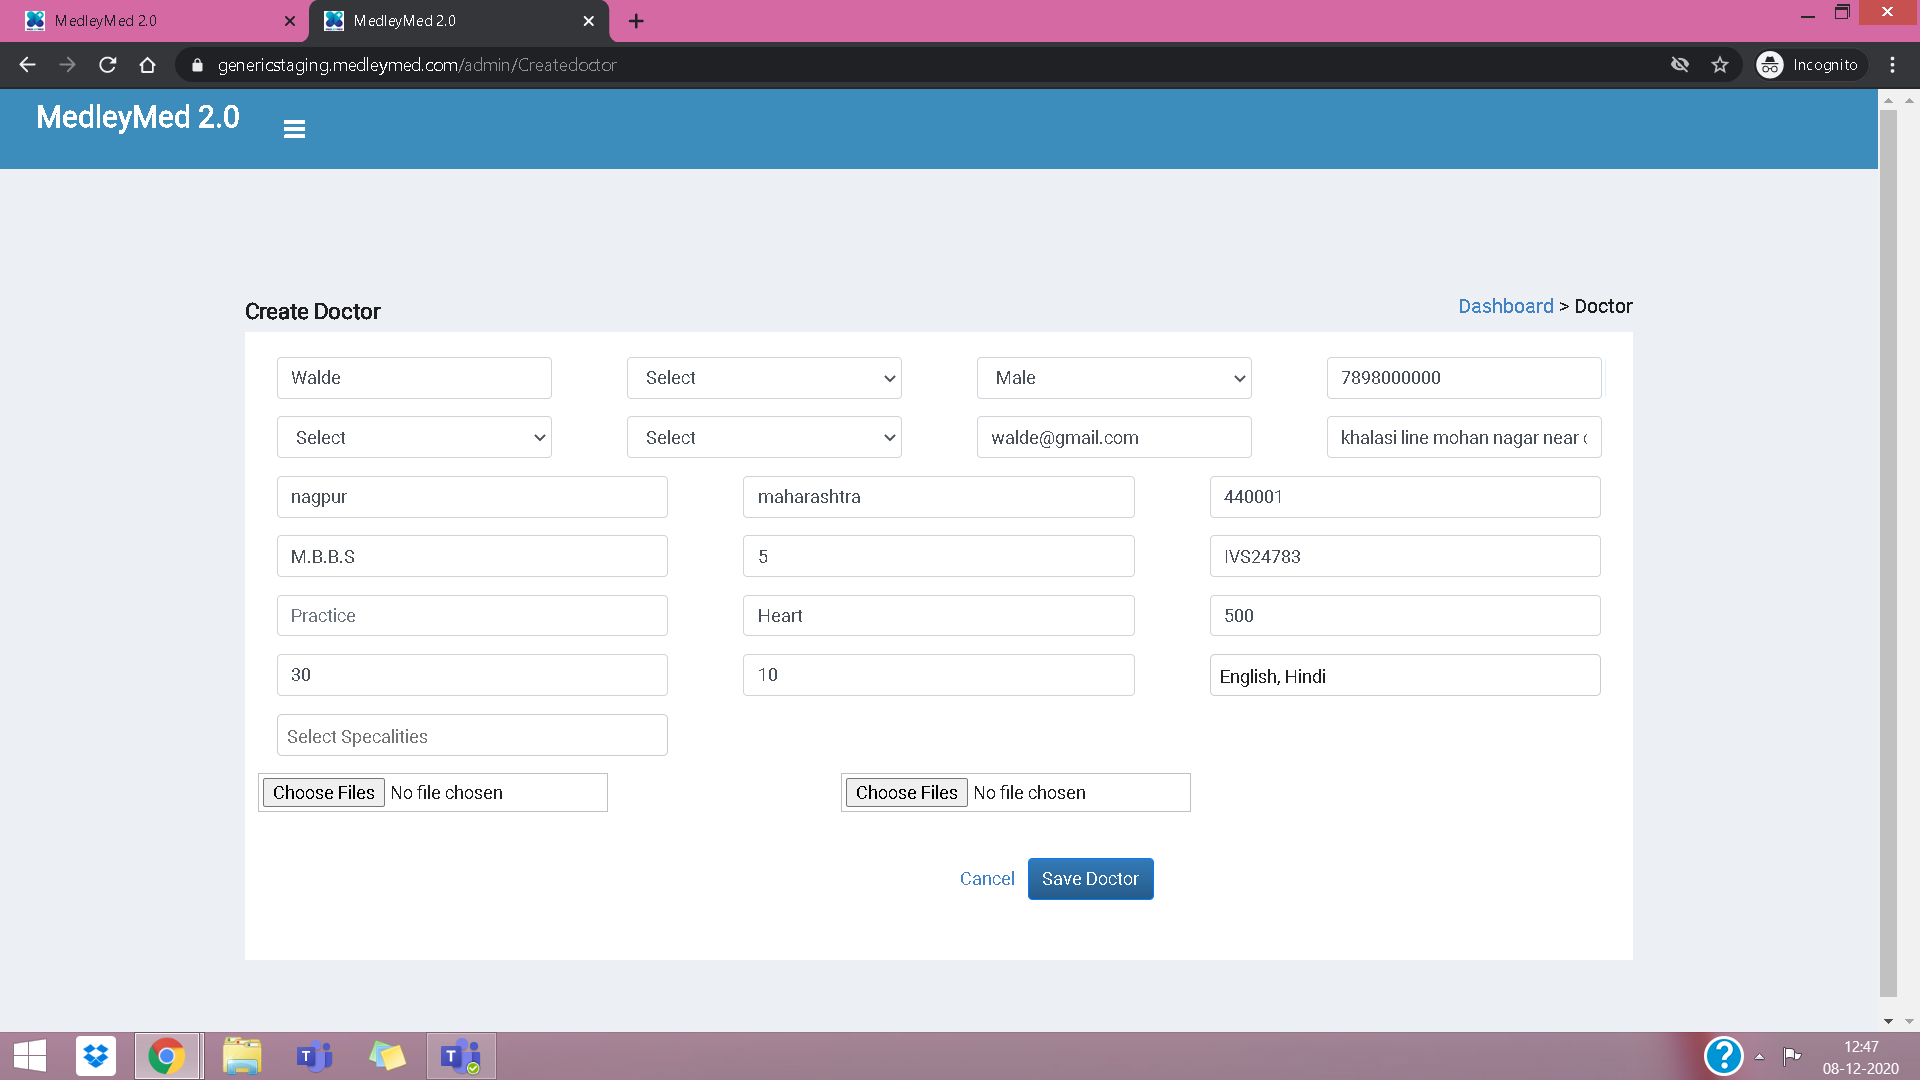 MedleyMed 2.0
MedleyMed 2.0
genericstaging.medleymed.com/admin/Createdoctor
Incognito
MedleyMed 2.0
Create Doctor
Dashboard > Doctor
Walde
Select
Male
7898000000
Select
Select
walde@gmail.com
khalasi line mohan nagar near
nagpur
maharashtra
440001
M.B.B.S
5
IVS24783
Practice
Heart
500
30
10
English, Hindi
Select Specalities
Choose Files No file chosen
Choose Files No file chosen
Cancel
Save Doctor
12:47
08-12-2020